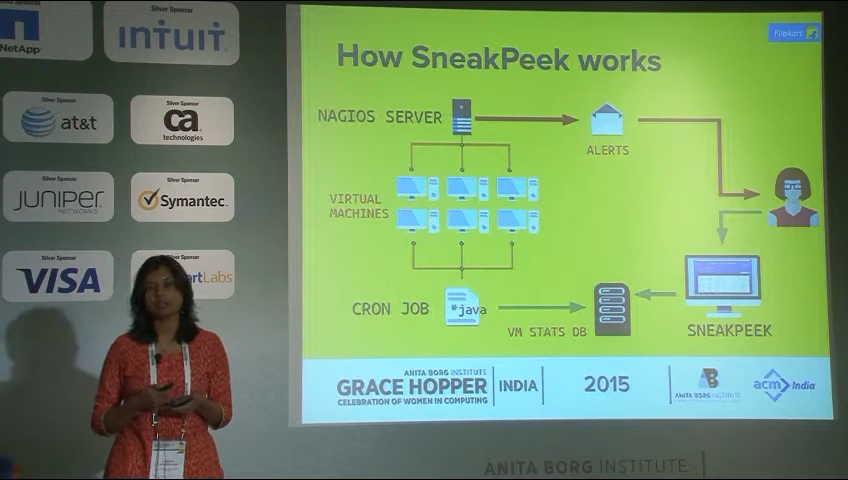 NetApp
Silver Sponsor
intuit
Silver Sponsor
at&t
Silver Sponsor
ca
technologies
Silver Sponsor
JUNIPER
NETWORKS
Silver Sponsor
Symantec
Silver Sponsor
VISA
Silver Sponsor
artLabs
Flipkart
How SneakPeek works
NAGIOS SERVER
ALERTS
VIRTUAL
MACHINES
CRON JOB
*java
VM STATS DB
SNEAKPEEK
ANITA BORG INSTITUTE
GRACE HOPPER
CELEBRATION OF WOMEN IN COMPUTING
INDIA
2015
ANITA BORG INSTITUTE
acm India
ANITA BORG INSTITUTE